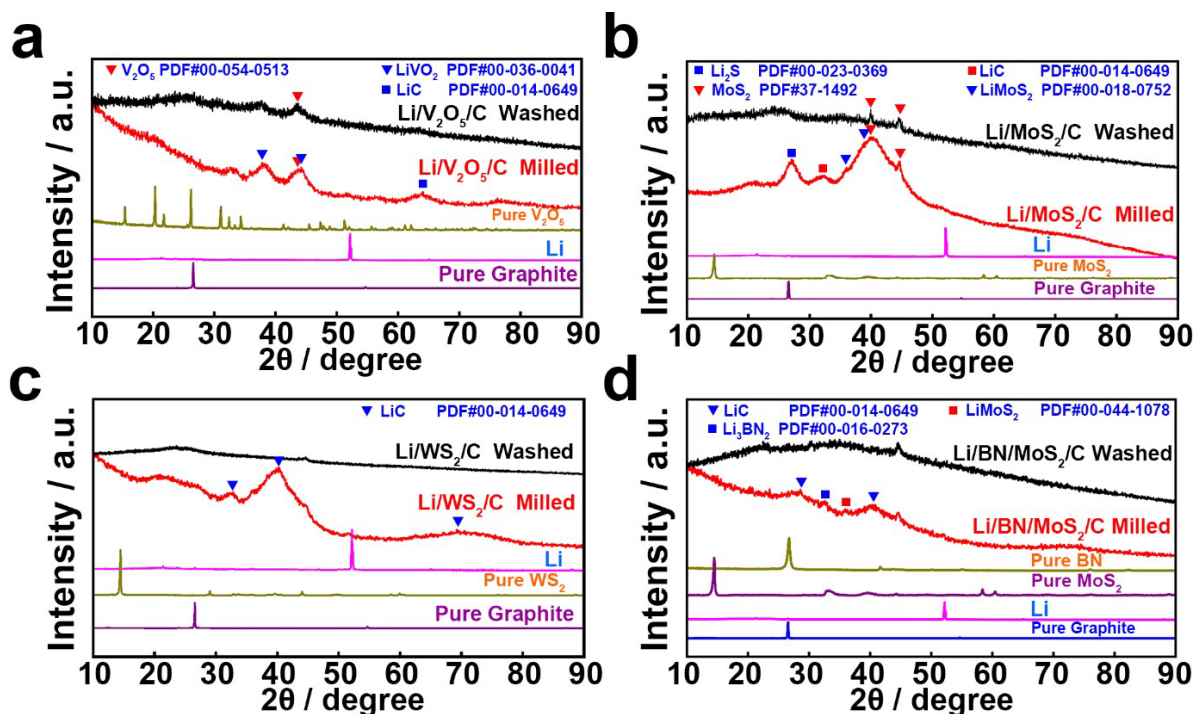 a
V₂O₅ PDF#00-054-0513
LiVO₂ PDF#00-036-0041
LiC PDF#00-014-0649
Li/V₂O₅/C Washed
Li/V₂O₅/C Milled
Pure V₂O₅
Li
Pure Graphite
Intensity / a.u.
10 20 30 40 50 60 70 80 90
2θ / degree
b
Li₂S PDF#00-023-0369
LiC PDF#00-014-0649
MoS₂ PDF#37-1492
LiMoS₂ PDF#00-018-0752
Li/MoS₂/C Washed
Li/MoS₂/C Milled
Li
Pure MoS₂
Pure Graphite
Intensity / a.u.
10 20 30 40 50 60 70 80 90
2θ / degree
c
LiC PDF#00-014-0649
Li/WS₂/C Washed
Li/WS₂/C Milled
Li
Pure WS₂
Pure Graphite
Intensity / a.u.
10 20 30 40 50 60 70 80 90
2θ / degree
d
LiC PDF#00-014-0649
LiMoS₂ PDF#00-044-1078
Li₃BN₂ PDF#00-016-0273
Li/BN/MoS₂/C Washed
Li/BN/MoS₂/C Milled
Pure BN
Pure MoS₂
Li
Pure Graphite
Intensity / a.u.
10 20 30 40 50 60 70 80 90
2θ / degree